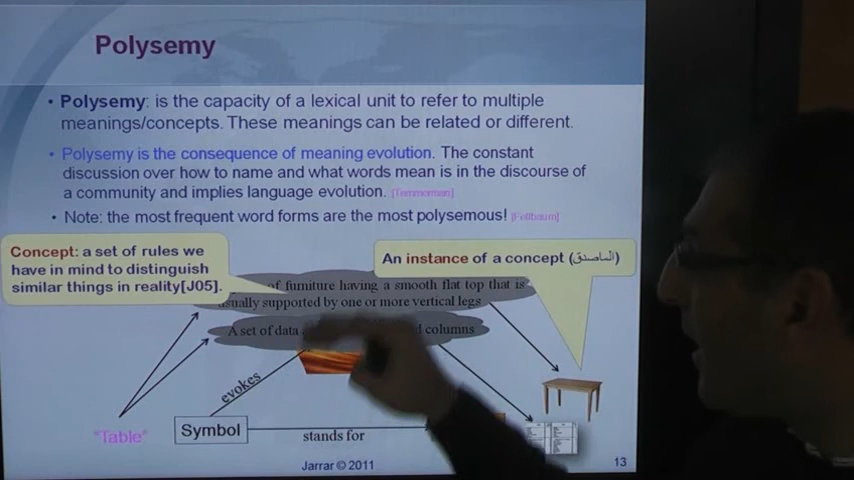 Polysemy
• Polysemy: is the capacity of a lexical unit to refer to multiple
meanings/concepts. These meanings can be related or different.
• Polysemy is the consequence of meaning evolution. The constant
discussion over how to name and what words mean is in the discourse of
a community and implies language evolution. [Temmerman]
• Note: the most frequent word forms are the most polysemous! [Fellbaum]
Concept: a set of rules we
have in mind to distinguish
similar things in reality[J05].
An instance of a concept (الماصدق)
of furniture having a smooth flat top that is
usually supported by one or more vertical legs
A set of data columns
evokes
"Table"
Symbol
stands for
Jarrar © 2011
13